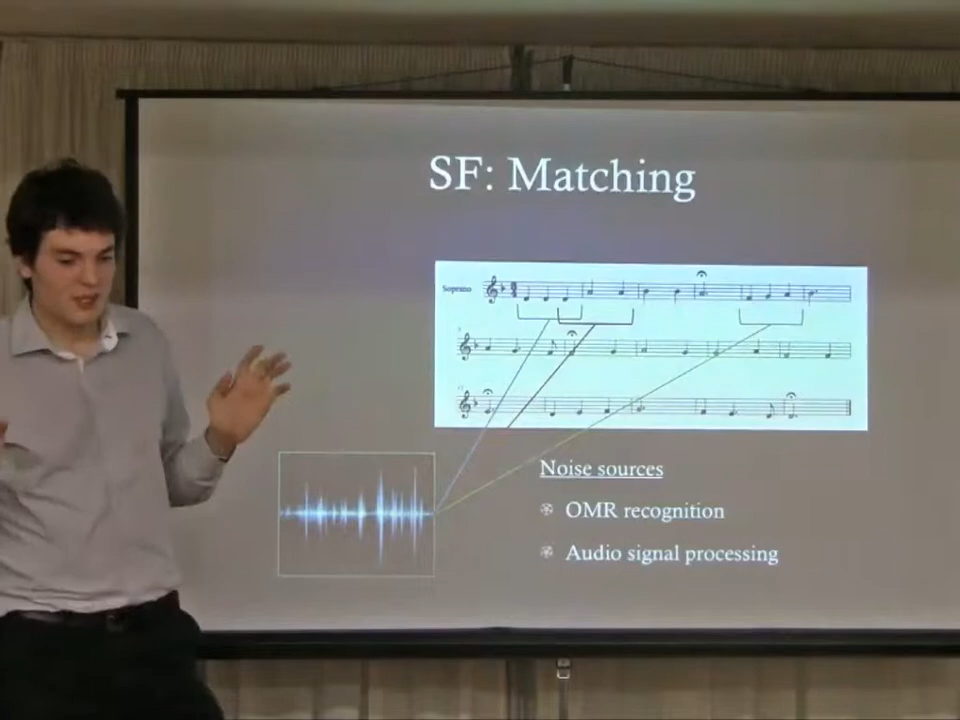 SF: Matching
Soprano
Noise sources
OMR recognition
Audio signal processing